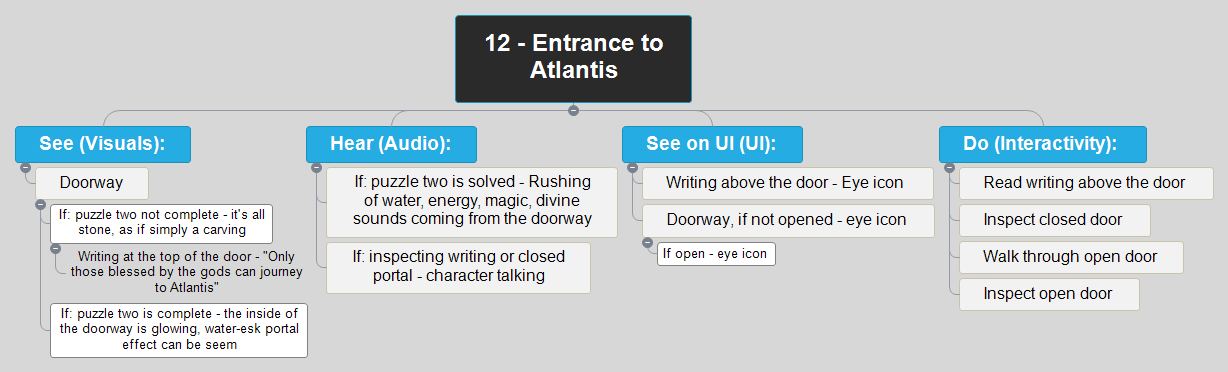 12 - Entrance to
Atlantis
See (Visuals):
Doorway
If: puzzle two not complete - it's all
stone, as if simply a carving
Writing at the top of the door - "Only
those blessed by the gods can journey
to Atlantis"
If: puzzle two is complete - the inside of
the doorway is glowing, water-esk portal
effect can be seem
Hear (Audio):
If: puzzle two is solved - Rushing
of water, energy, magic, divine
sounds coming from the doorway
If: inspecting writing or closed
portal - character talking
See on UI (UI):
Writing above the door - Eye icon
Doorway, if not opened - eye icon
If open - eye icon
Do (Interactivity):
Read writing above the door
Inspect closed door
Walk through open door
Inspect open door